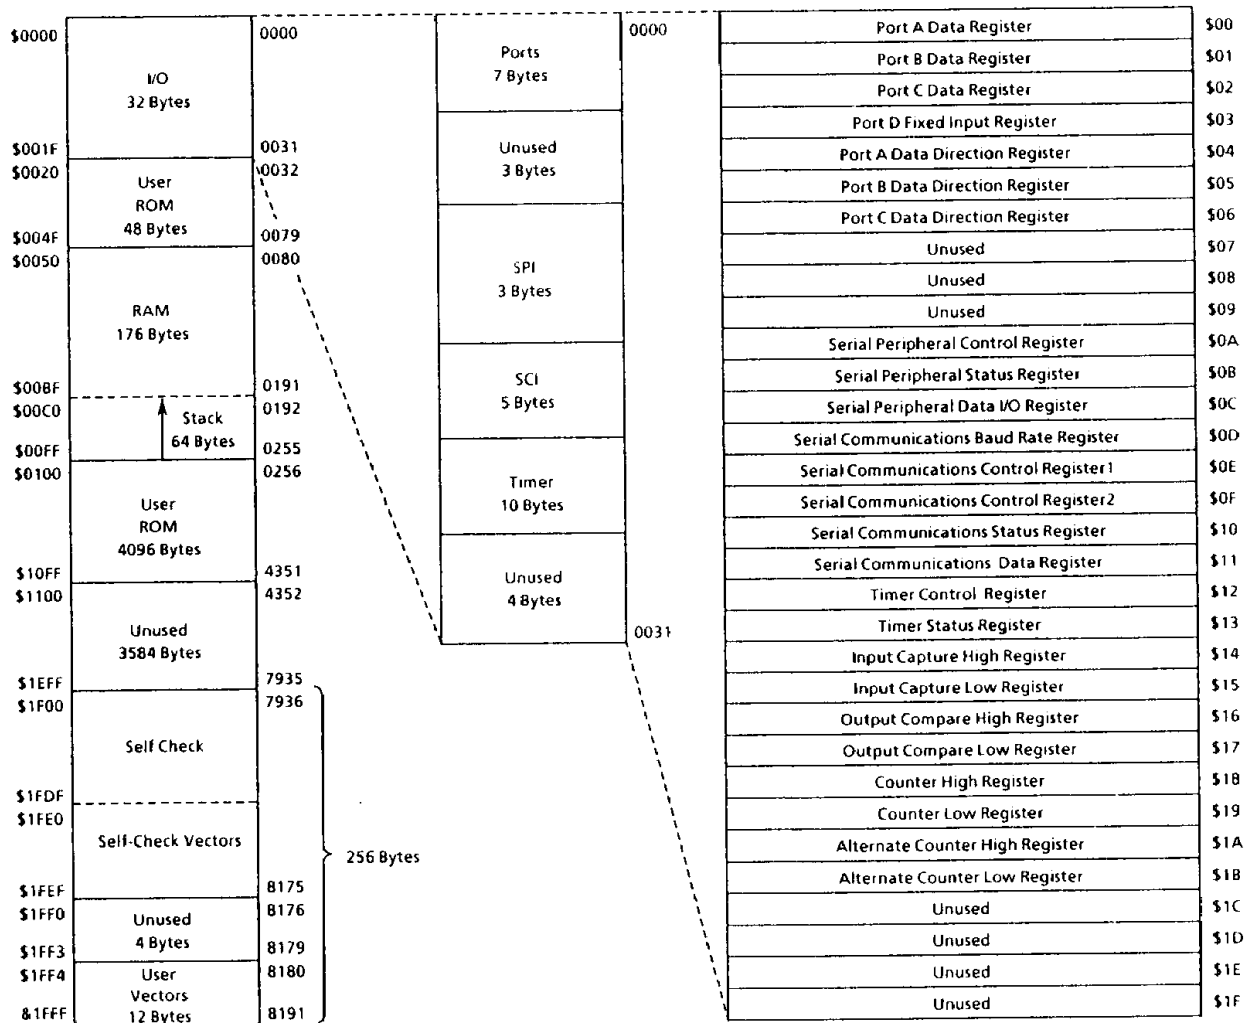 $0000
0000
I/O
32 Bytes
$001F
0031
$0020
0032
User
ROM
48 Bytes
$004F
0079
$0050
0080
RAM
176 Bytes
$00BF
0191
$00C0
0192
Stack
64 Bytes
$00FF
0255
$0100
0256
User
ROM
4096 Bytes
$10FF
4351
$1100
4352
Unused
3584 Bytes
$1EFF
7935
$1F00
7936
Self Check
$1FDF
$1FE0
Self-Check Vectors
256 Bytes
$1FEF
8175
$1FF0
8176
Unused
4 Bytes
$1FF3
8179
$1FF4
8180
User
Vectors
12 Bytes
&1FFF
8191
0000
Ports
7 Bytes
Unused
3 Bytes
SPI
3 Bytes
SCI
5 Bytes
Timer
10 Bytes
Unused
4 Bytes
0031
Port A Data Register $00
Port B Data Register $01
Port C Data Register $02
Port D Fixed Input Register $03
Port A Data Direction Register $04
Port B Data Direction Register $05
Port C Data Direction Register $06
Unused $07
Unused $08
Unused $09
Serial Peripheral Control Register $0A
Serial Peripheral Status Register $0B
Serial Peripheral Data I/O Register $0C
Serial Communications Baud Rate Register $0D
Serial Communications Control Register1 $0E
Serial Communications Control Register2 $0F
Serial Communications Status Register $10
Serial Communications Data Register $11
Timer Control Register $12
Timer Status Register $13
Input Capture High Register $14
Input Capture Low Register $15
Output Compare High Register $16
Output Compare Low Register $17
Counter High Register $18
Counter Low Register $19
Alternate Counter High Register $1A
Alternate Counter Low Register $1B
Unused $1C
Unused $1D
Unused $1E
Unused $1F